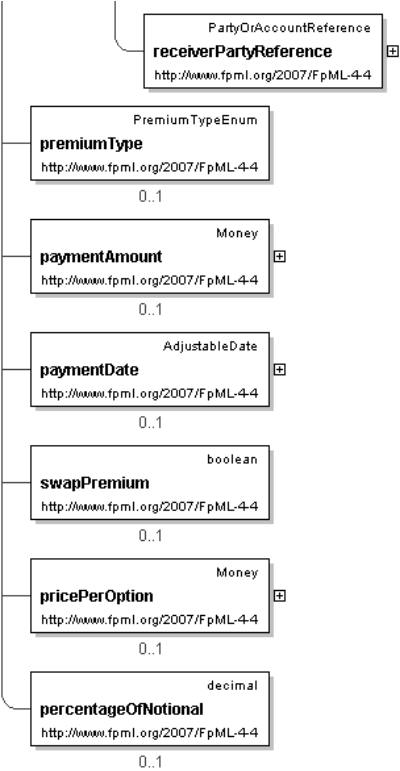 PartyOrAccountReference
receiverPartyReference
http://www.fpml.org/2007/FpML-4-4
PremiumTypeEnum
premiumType
http://www.fpml.org/2007/FpML-4-4
0..1
Money
paymentAmount
http://www.fpml.org/2007/FpML-4-4
0..1
AdjustableDate
paymentDate
http://www.fpml.org/2007/FpML-4-4
0..1
boolean
swapPremium
http://www.fpml.org/2007/FpML-4-4
0..1
Money
pricePerOption
http://www.fpml.org/2007/FpML-4-4
0..1
decimal
percentageOfNotional
http://www.fpml.org/2007/FpML-4-4
0..1